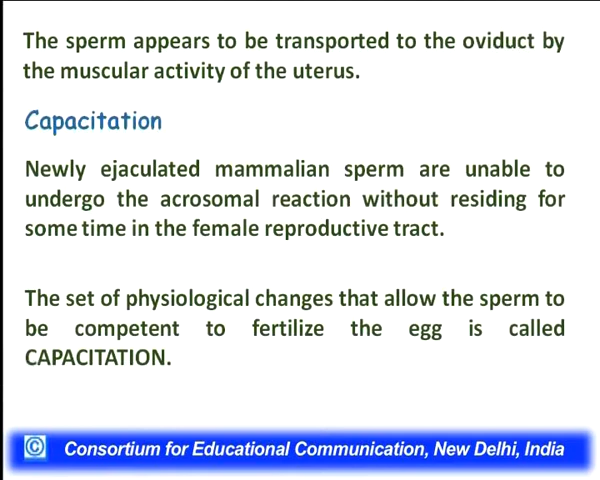 The sperm appears to be transported to the oviduct by
the muscular activity of the uterus.
Capacitation
Newly ejaculated mammalian sperm are unable to
undergo the acrosomal reaction without residing for
some time in the female reproductive tract.
The set of physiological changes that allow the sperm to
be competent to fertilize the egg is called
CAPACITATION.
© Consortium for Educational Communication, New Delhi, India